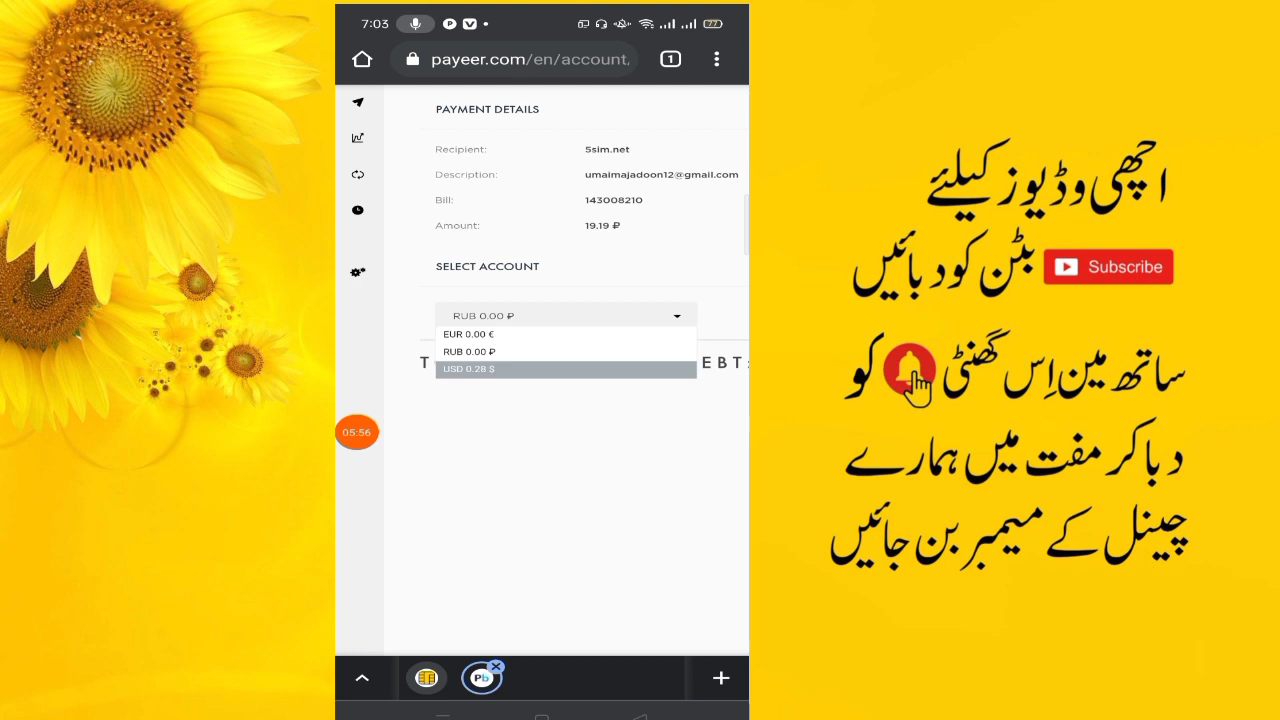 7:03
77
payeer.com/en/account,
1
PAYMENT DETAILS
Recipient: 5sim.net
Description: umaimajadoon12@gmail.com
Bill: 143008210
Amount: 19.19 ₽
SELECT ACCOUNT
RUB 0.00 ₽
EUR 0.00 €
RUB 0.00 ₽
USD 0.28 $
T EBT
05:56
Pb
اچھی وڈیوز کیلئے
بٹن کو دبائیں Subscribe
ساتھ میں اِس گھنٹی کو
دبا کر مفت میں ہمارے
چینل کے میمبر بن جائیں